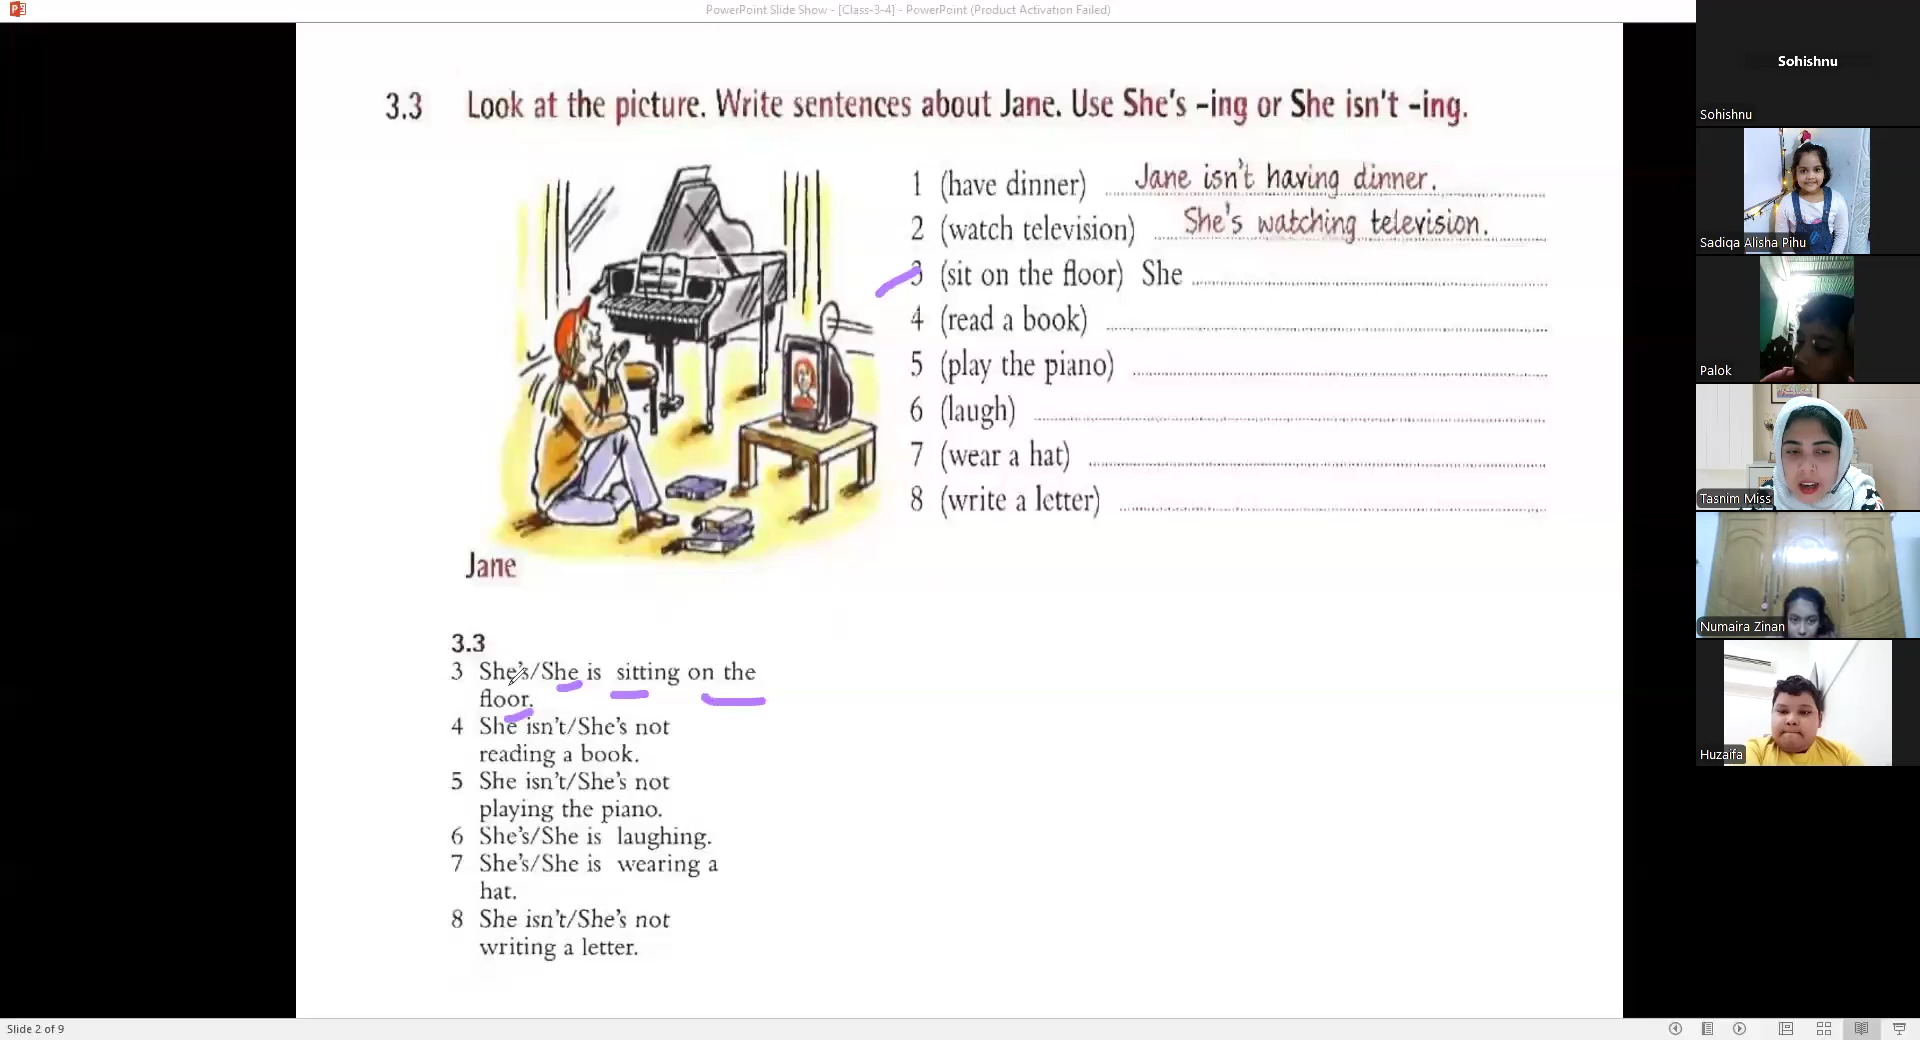 PowerPoint Slide Show - [Class-3-4] - PowerPoint (Product Activation Failed)
3.3 Look at the picture. Write sentences about Jane. Use She's -ing or She isn't -ing.
1 (have dinner) Jane isn't having dinner.
2 (watch television) She's watching television.
3 (sit on the floor) She
4 (read a book)
5 (play the piano)
6 (laugh)
7 (wear a hat)
8 (write a letter)
Jane
3.3
3 She's/She is sitting on the
floor.
4 She isn't/She's not
reading a book.
5 She isn't/She's not
playing the piano.
6 She's/She is laughing.
7 She's/She is wearing a
hat.
8 She isn't/She's not
writing a letter.
Sohishnu
Sohishnu
Sadiqa Alisha Pihu
Palok
Tasnim Miss
Numaira Zinan
Huzaifa
Slide 2 of 9